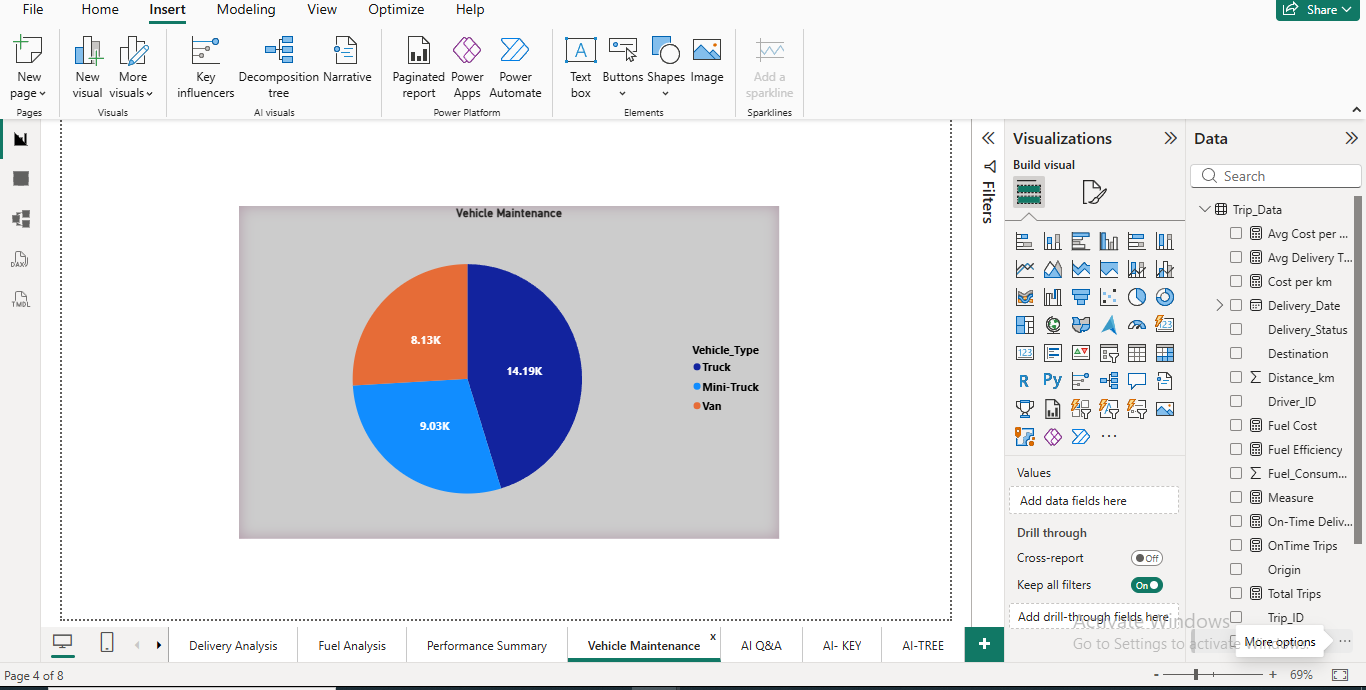 File Home Insert Modeling View Optimize Help Share
New page
New visual
More visuals
Key influencers
Decomposition tree
Narrative
Paginated report
Power Apps
Power Automate
Text box
Buttons
Shapes
Image
Add a sparkline
Pages Visuals AI visuals Power Platform Elements Sparklines
DAX
TMDL
Vehicle Maintenance
8.13K
14.19K
9.03K
Vehicle_Type
Truck
Mini-Truck
Van
Filters
Visualizations
Build visual
123
123
R Py
Values
Add data fields here
Drill through
Cross-report Off
Keep all filters On
Add drill-through fields here
Data
Search
Trip_Data
Avg Cost per ...
Avg Delivery T...
Cost per km
Delivery_Date
Delivery_Status
Destination
Distance_km
Driver_ID
Fuel Cost
Fuel Efficiency
Fuel_Consum...
Measure
On-Time Deliv...
OnTime Trips
Origin
Total Trips
Trip_ID
More options
Activate Windows
Go to Settings to activate Windows.
Delivery Analysis Fuel Analysis Performance Summary Vehicle Maintenance x AI Q&A AI- KEY AI-TREE +
Page 4 of 8 - + 69%